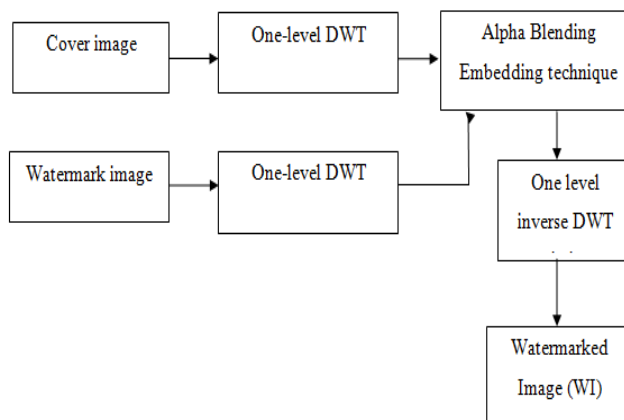 Cover image
One-level DWT
Alpha Blending
Embedding technique
Watermark image
One-level DWT
One level
inverse DWT
Watermarked
Image (WI)